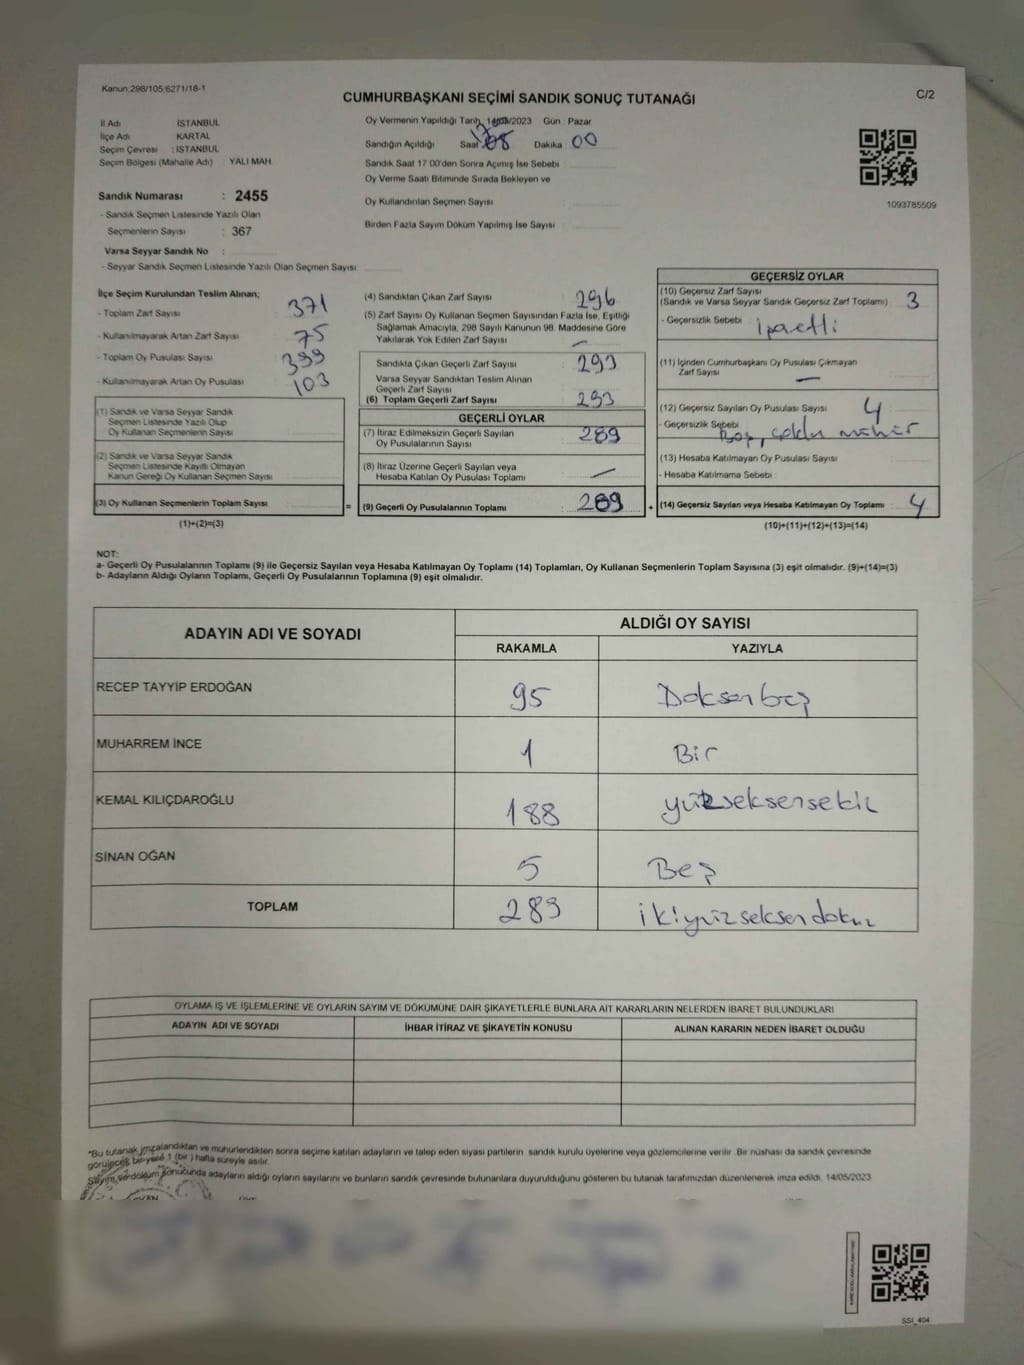 Kanun:298/105;6271/18-1
C/2
CUMHURBAŞKANI SEÇİMİ SANDIK SONUÇ TUTANAĞI
İl Adı İSTANBUL
İlçe Adı KARTAL
Seçim Çevresi : İSTANBUL
Seçim Bölgesi (Mahalle Adı) : YALI MAH.
Sandık Numarası : 2455
- Sandık Seçmen Listesinde Yazılı Olan
Seçmenlerin Sayısı : 367
Varsa Seyyar Sandık No :
- Seyyar Sandık Seçmen Listesinde Yazılı Olan Seçmen Sayısı
Oy Vermenin Yapıldığı Tarih 14/05/2023 Gün : Pazar
Sandığın Açıldığı Saat Dakika 00
Sandık Saat 17:00'den Sonra Açımış İse Sebebi
Oy Verme Saati Bitiminde Sırada Bekleyen ve
Oy Kullandırılan Seçmen Sayısı
Birden Fazla Sayım Döküm Yapılmış İse Sayısı
1093785509
İlçe Seçim Kurulundan Teslim Alınan;
- Toplam Zarf Sayısı 371
- Kullanılmayarak Artan Zarf Sayısı 75
- Toplam Oy Pusulası Sayısı 399
- Kullanılmayarak Artan Oy Pusulası 103
(1) Sandık ve Varsa Seyyar Sandık
Seçmen Listesinde Yazılı Olup
Oy Kullanan Seçmenlerin Sayısı
(2) Sandık ve Varsa Seyyar Sandık
Seçmen Listesinde Kayıtlı Olmayan
Kanun Gereği Oy Kullanan Seçmen Sayısı
(3) Oy Kullanan Seçmenlerin Toplam Sayısı
(1)+(2)=(3)
(4) Sandıktan Çıkan Zarf Sayısı 296
(5) Zarf Sayısı Oy Kullanan Seçmen Sayısından Fazla İse, Eşitliği
Sağlamak Amacıyla, 298 Sayılı Kanunun 98. Maddesine Göre
Yakılarak Yok Edilen Zarf Sayısı —
Sandıkta Çıkan Geçerli Zarf Sayısı 293
Varsa Seyyar Sandıktan Teslim Alınan
Geçerli Zarf Sayısı
(6) Toplam Geçerli Zarf Sayısı 293
GEÇERLİ OYLAR
(7) İtiraz Edilmeksizin Geçerli Sayılan
Oy Pusulasının Sayısı 289
(8) İtiraz Üzerine Geçerli Sayılan veya
Hesaba Katılan Oy Pusulası Toplamı —
= (9) Geçerli Oy Pusulalarının Toplamı : 289
GEÇERSİZ OYLAR
(10) Geçersiz Zarf Sayısı
(Sandık ve Varsa Seyyar Sandık Geçersiz Zarf Toplamı) 3
- Geçersizlik Sebebi İşaretli
(11) İçinden Cumhurbaşkanı Oy Pusulası Çıkmayan
Zarf Sayısı —
(12) Geçersiz Sayılan Oy Pusulası Sayısı 4
- Geçersizlik Sebebi Boş, mühür
(13) Hesaba Katılmayan Oy Pusulası Sayısı
- Hesaba Katılmama Sebebi :
+ (14) Geçersiz Sayılan veya Hesaba Katılmayan Oy Toplamı 4
(10)+(11)+(12)+(13)=(14)
NOT:
a- Geçerli Oy Pusulalarının Toplamı (9) ile Geçersiz Sayılan veya Hesaba Katılmayan Oy Toplamı (14) Toplamları, Oy Kullanan Seçmenlerin Toplam Sayısına (3) eşit olmalıdır. (9)+(14)=(3)
b- Adayların Aldığı Oyların Toplamı, Geçerli Oy Pusulalarının Toplamına (9) eşit olmalıdır.
ADAYIN ADI VE SOYADI ALDIĞI OY SAYISI
RAKAMLA YAZIYLA
RECEP TAYYİP ERDOĞAN 95 Doksanbeş
MUHARREM İNCE 1 Bir
KEMAL KILIÇDAROĞLU 188 yüzseksensekiz
SİNAN OĞAN 5 Beş
TOPLAM 289 ikiyüzseksendokuz
OYLAMA İŞ VE İŞLEMLERİNE VE OYLARIN SAYIM VE DÖKÜMÜNE DAİR ŞİKAYETLERLE BUNLARA AİT KARARLARIN NELERDEN İBARET BULUNDUKLARI
ADAYIN ADI VE SOYADI İHBAR İTİRAZ VE ŞİKAYETİN KONUSU ALINAN KARARIN NEDEN İBARET OLDUĞU
*Bu tutanak imzalandıktan ve mühürlendikten sonra seçime katılan adayların ve talep eden siyasi partilerin sandık kurulu üyelerine veya gözlemcilerine verilir. Bir nüshası da sandık çevresinde
görülecek bir yere 1 (bir) hafta süreyle asılır.
Sayım ve döküm sonucunda adayların aldığı oyların sayılarını ve bunların sandık çevresinde bulunanlara duyurulduğunu gösteren bu tutanak tarafımızdan düzenlenerek imza edildi. 14/05/2023
SSI_404